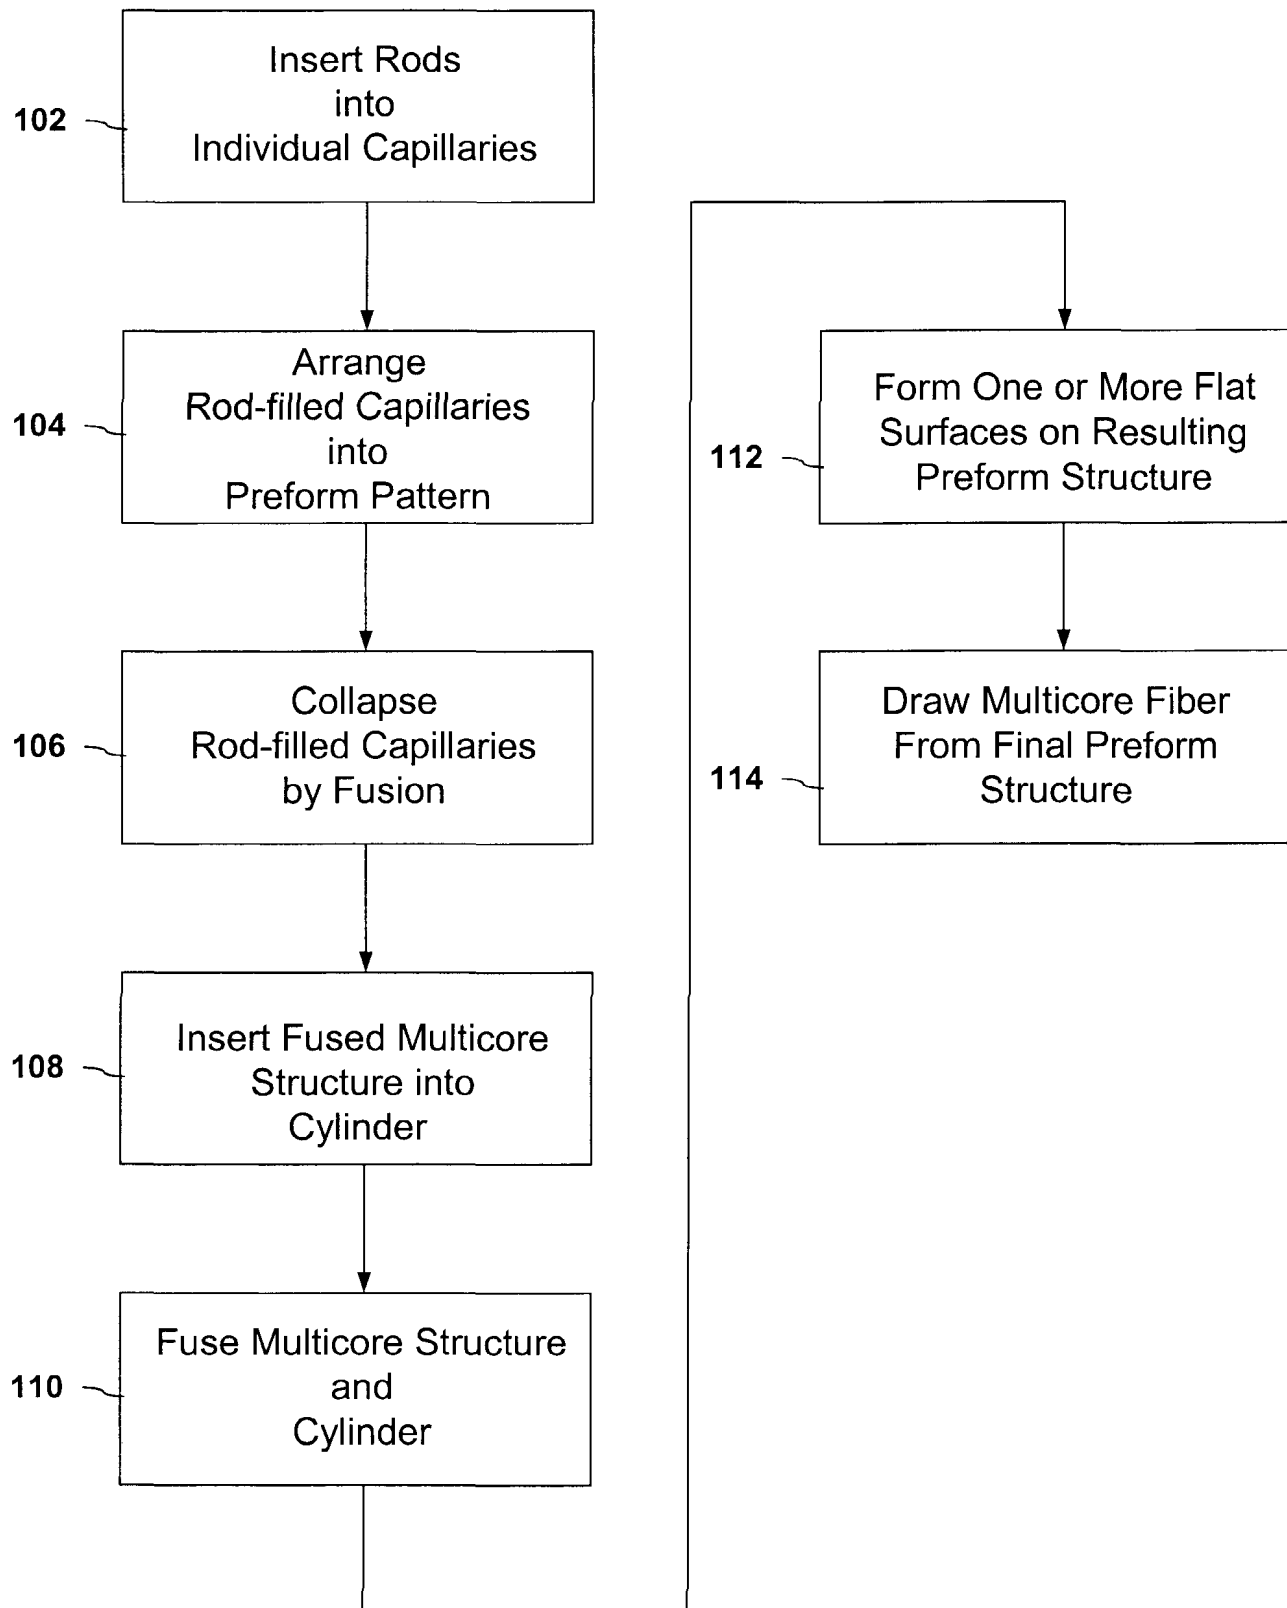 102
Insert Rods
into
Individual Capillaries
104
Arrange
Rod-filled Capillaries
into
Preform Pattern
106
Collapse
Rod-filled Capillaries
by Fusion
108
Insert Fused Multicore
Structure into
Cylinder
110
Fuse Multicore Structure
and
Cylinder
112
Form One or More Flat
Surfaces on Resulting
Preform Structure
114
Draw Multicore Fiber
From Final Preform
Structure